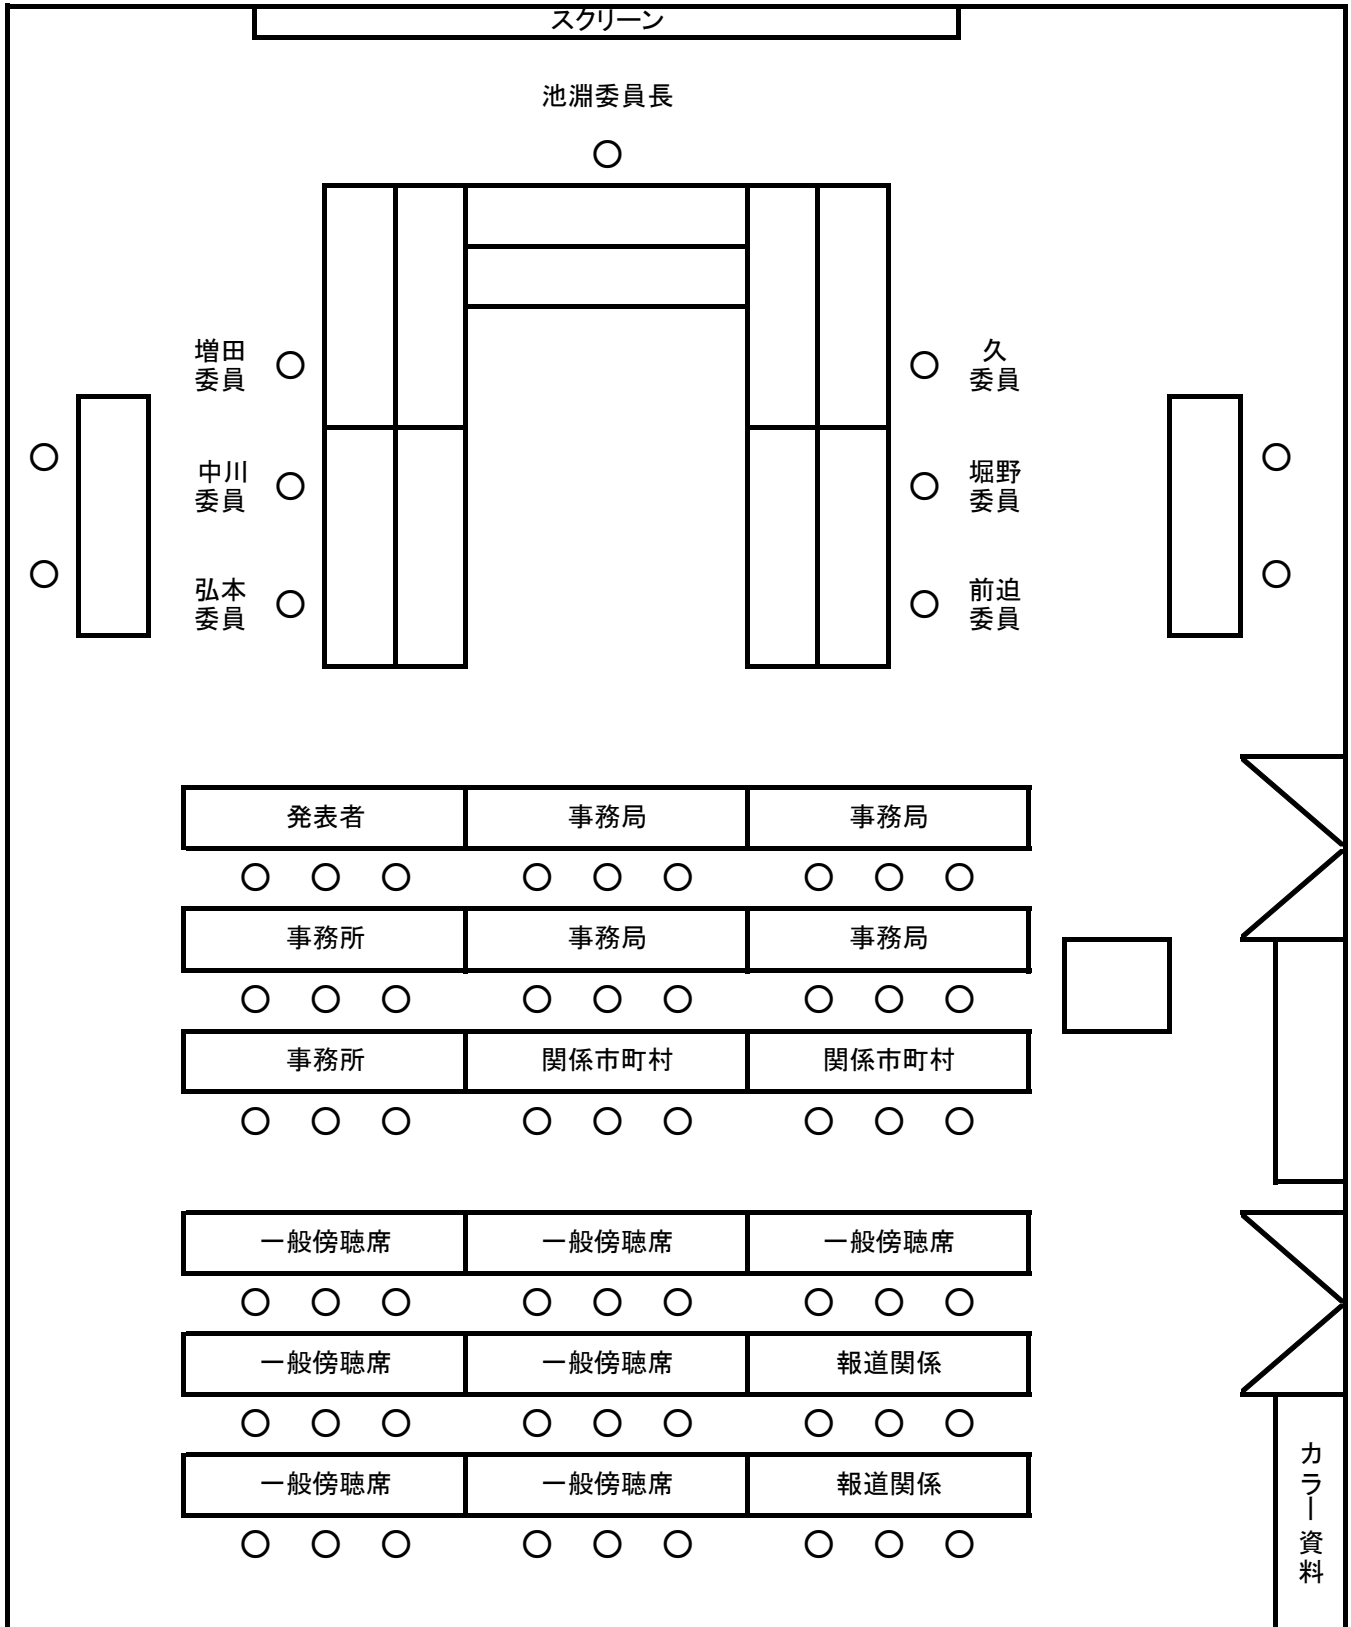 スクリーン
池淵委員長
増田
委員
久
委員
中川
委員
堀野
委員
弘本
委員
前迫
委員
発表者
事務局
事務局
事務所
事務局
事務局
事務所
関係市町村
関係市町村
一般傍聴席
一般傍聴席
一般傍聴席
一般傍聴席
一般傍聴席
報道関係
一般傍聴席
一般傍聴席
報道関係
カラー資料